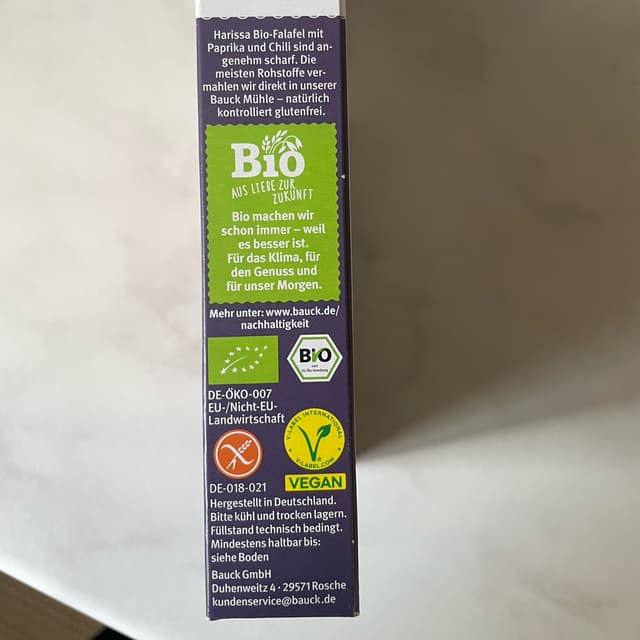 Harissa Bio-Falafel mit
Paprika und Chili sind an-
genehm scharf. Die
meisten Rohstoffe ver-
mahlen wir direkt in unserer
Bauck Mühle – natürlich
kontrolliert glutenfrei.
Bio
AUS LIEBE ZUR
ZUKUNFT
Bio machen wir
schon immer – weil
es besser ist.
Für das Klima, für
den Genuss und
für unser Morgen.
Mehr unter: www.bauck.de/
nachhaltigkeit
BIO
nach
EG-Öko-Verordnung
DE-ÖKO-007
EU-/Nicht-EU-
Landwirtschaft
V-LABEL INTERNATIONAL
V-LABEL.COM
VEGAN
DE-018-021
Hergestellt in Deutschland.
Bitte kühl und trocken lagern.
Füllstand technisch bedingt.
Mindestens haltbar bis:
siehe Boden
Bauck GmbH
Duhenweitz 4 · 29571 Rosche
kundenservice@bauck.de